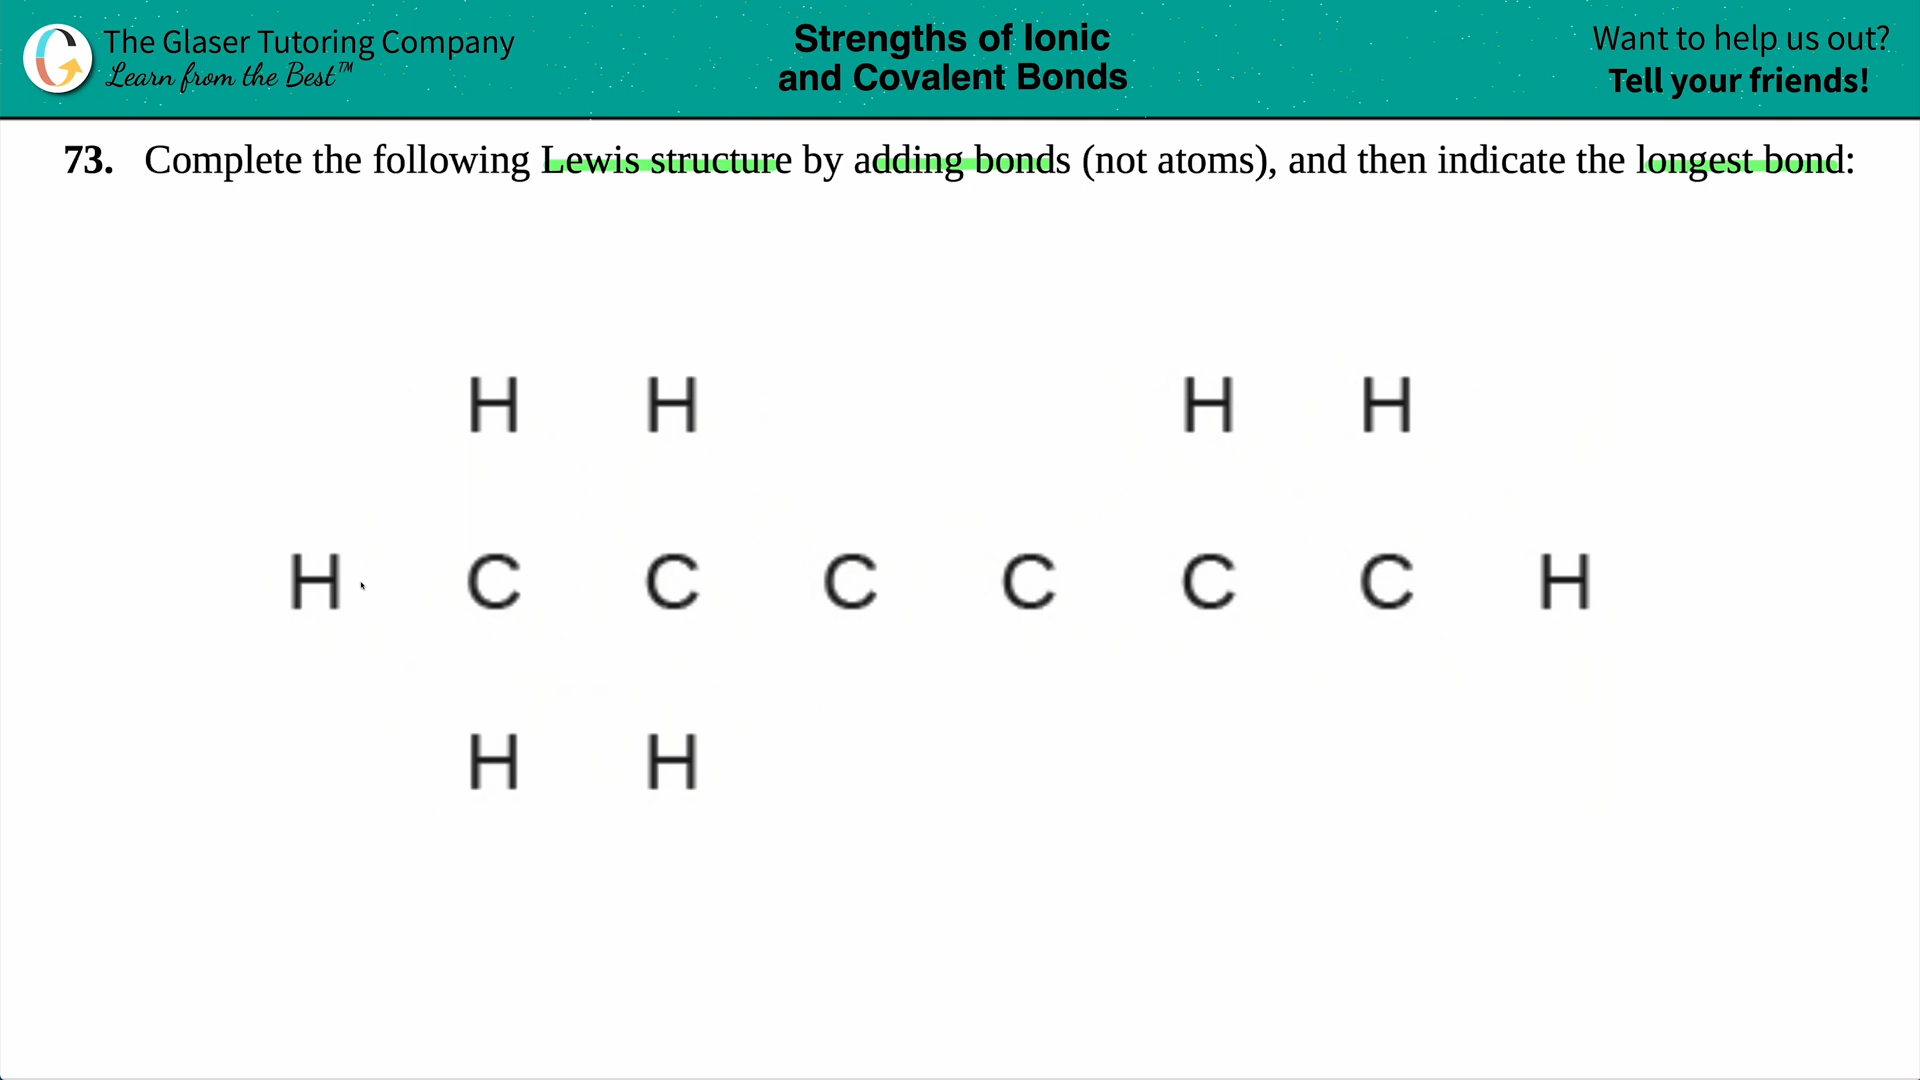 The Glaser Tutoring Company
Learn from the Best™
Strengths of Ionic
and Covalent Bonds
Want to help us out?
Tell your friends!
73. Complete the following Lewis structure by adding bonds (not atoms), and then indicate the longest bond:
H H H H
H C C C C C C H
H H